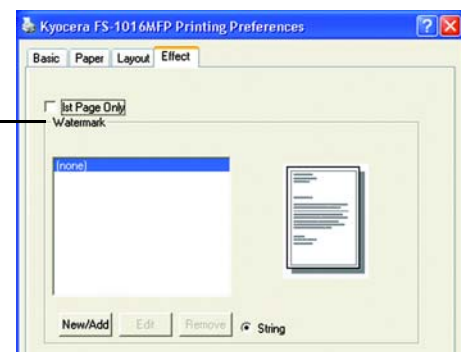 Kyocera FS-1016MFP Printing Preferences
Basic Paper Layout Effect
Ist Page Only
Watermark
(none)
New/Add Edit Remove String